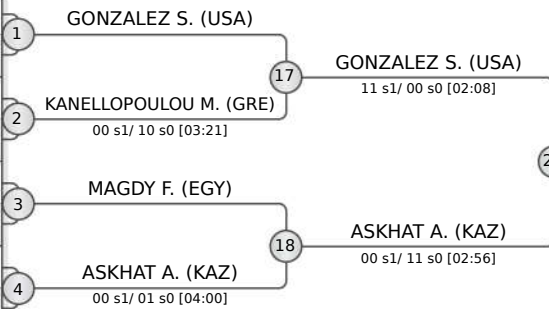 GONZALEZ S. (USA)
1
17
GONZALEZ S. (USA)
11 s1/ 00 s0 [02:08]
KANELLOPOULOU M. (GRE)
2
00 s1/ 10 s0 [03:21]
MAGDY F. (EGY)
3
18
ASKHAT A. (KAZ)
00 s1/ 11 s0 [02:56]
ASKHAT A. (KAZ)
4
00 s1/ 01 s0 [04:00]